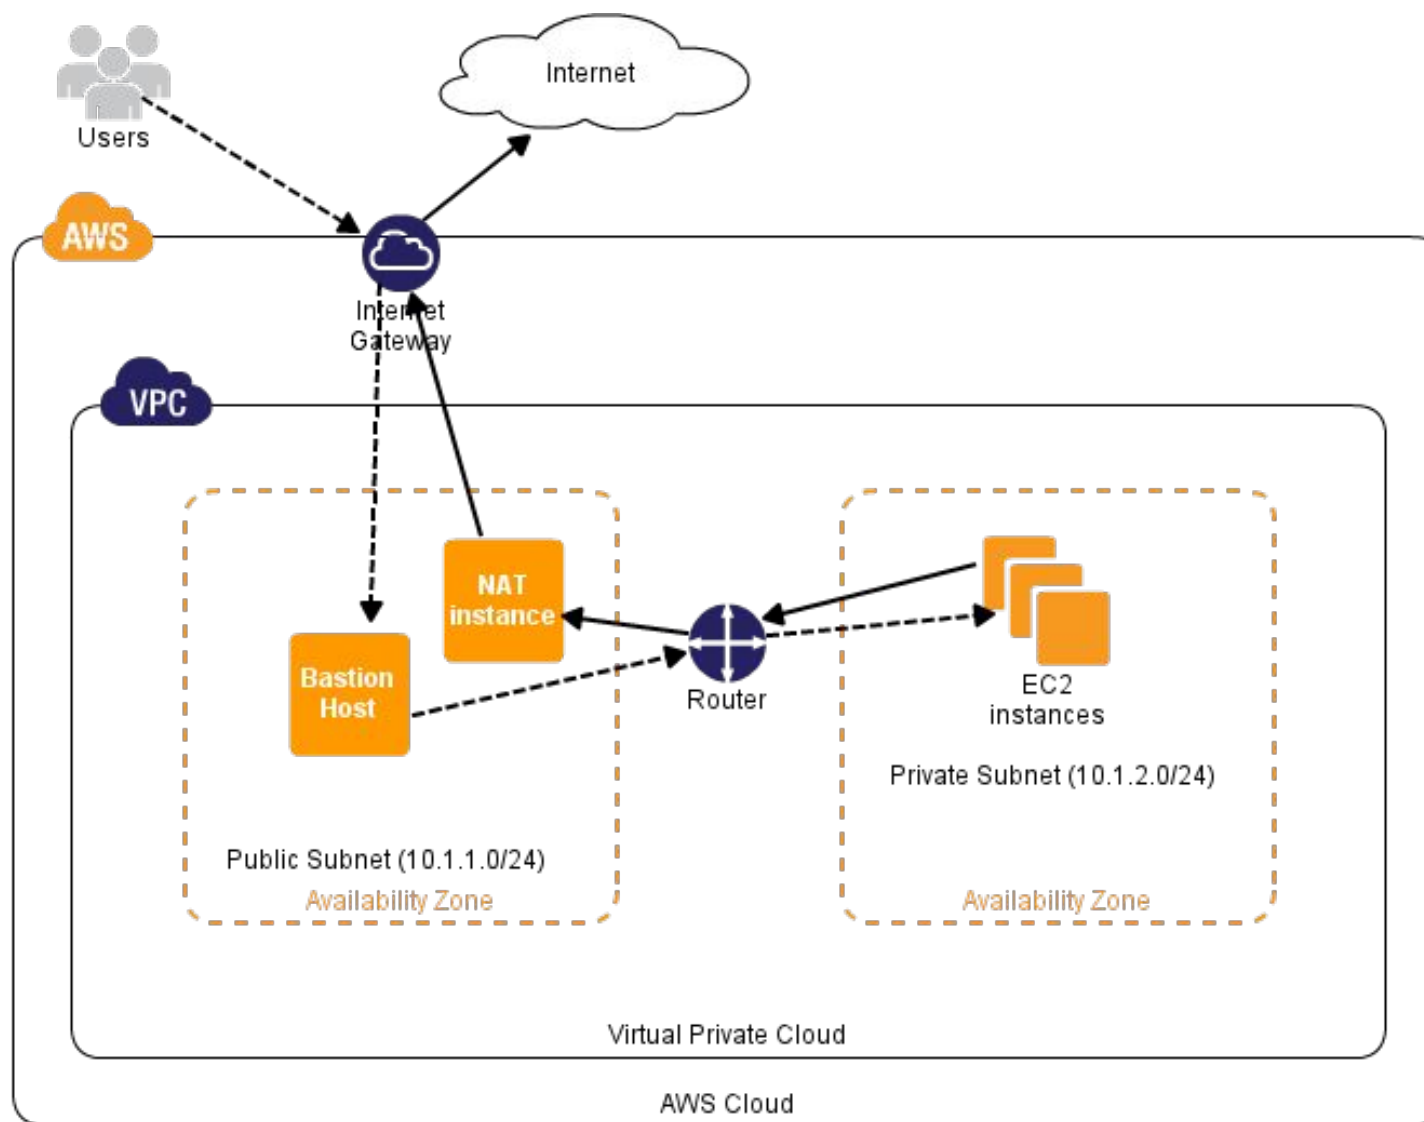 Internet
Users
AWS
Internet
Gateway
VPC
NAT
instance
Bastion
Host
Router
EC2
instances
Private Subnet (10.1.2.0/24)
Public Subnet (10.1.1.0/24)
Availability Zone
Availability Zone
Virtual Private Cloud
AWS Cloud